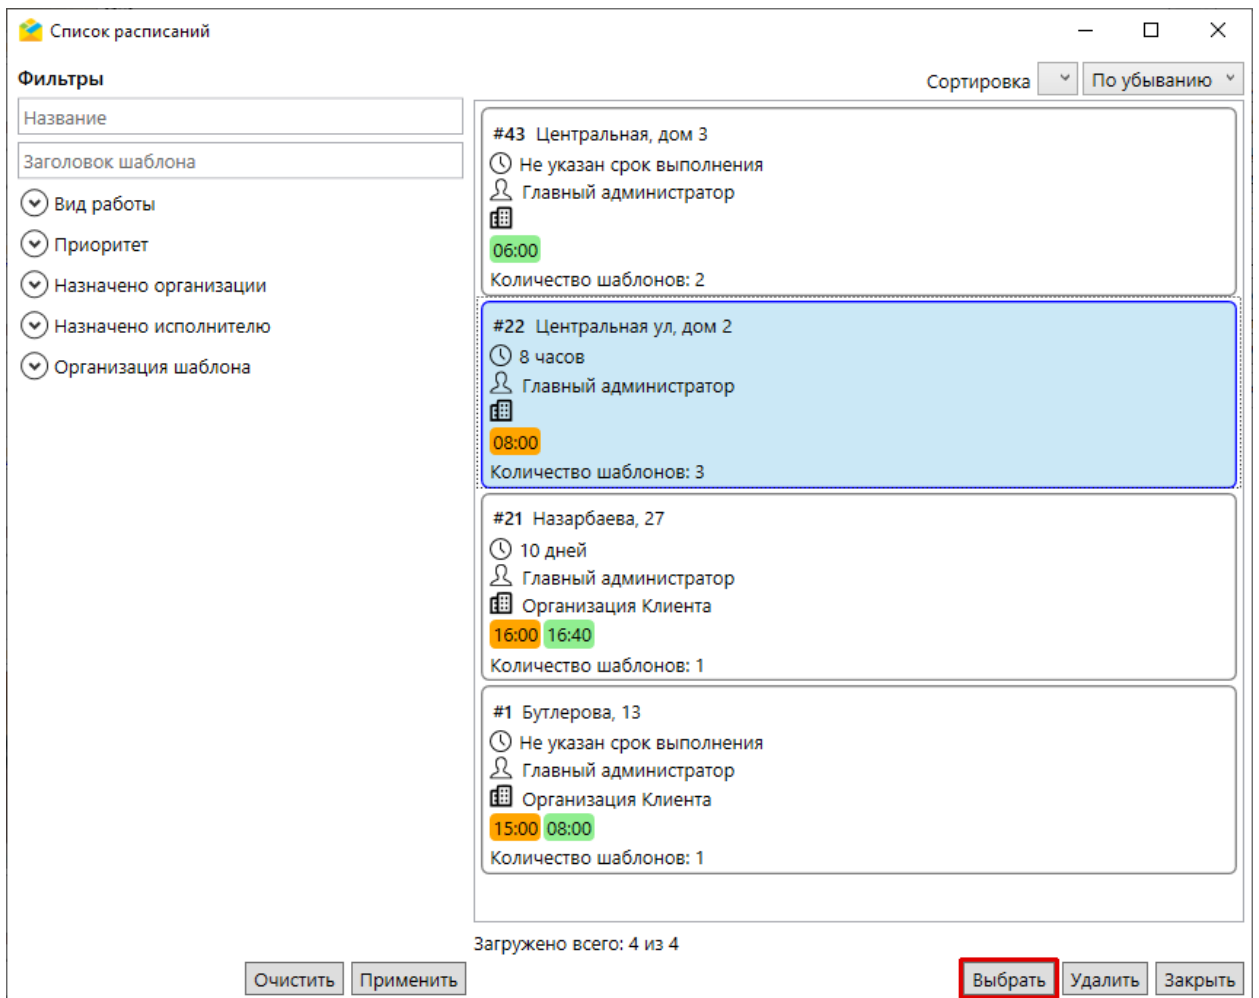 Список расписаний
Фильтры
Сортировка По убыванию
Название
Заголовок шаблона
Вид работы
Приоритет
Назначено организации
Назначено исполнителю
Организация шаблона
#43 Центральная, дом 3
Не указан срок выполнения
Главный администратор
06:00
Количество шаблонов: 2
#22 Центральная ул, дом 2
8 часов
Главный администратор
08:00
Количество шаблонов: 3
#21 Назарбаева, 27
10 дней
Главный администратор
Организация Клиента
16:00 16:40
Количество шаблонов: 1
#1 Бутлерова, 13
Не указан срок выполнения
Главный администратор
Организация Клиента
15:00 08:00
Количество шаблонов: 1
Загружено всего: 4 из 4
Очистить Применить Выбрать Удалить Закрыть